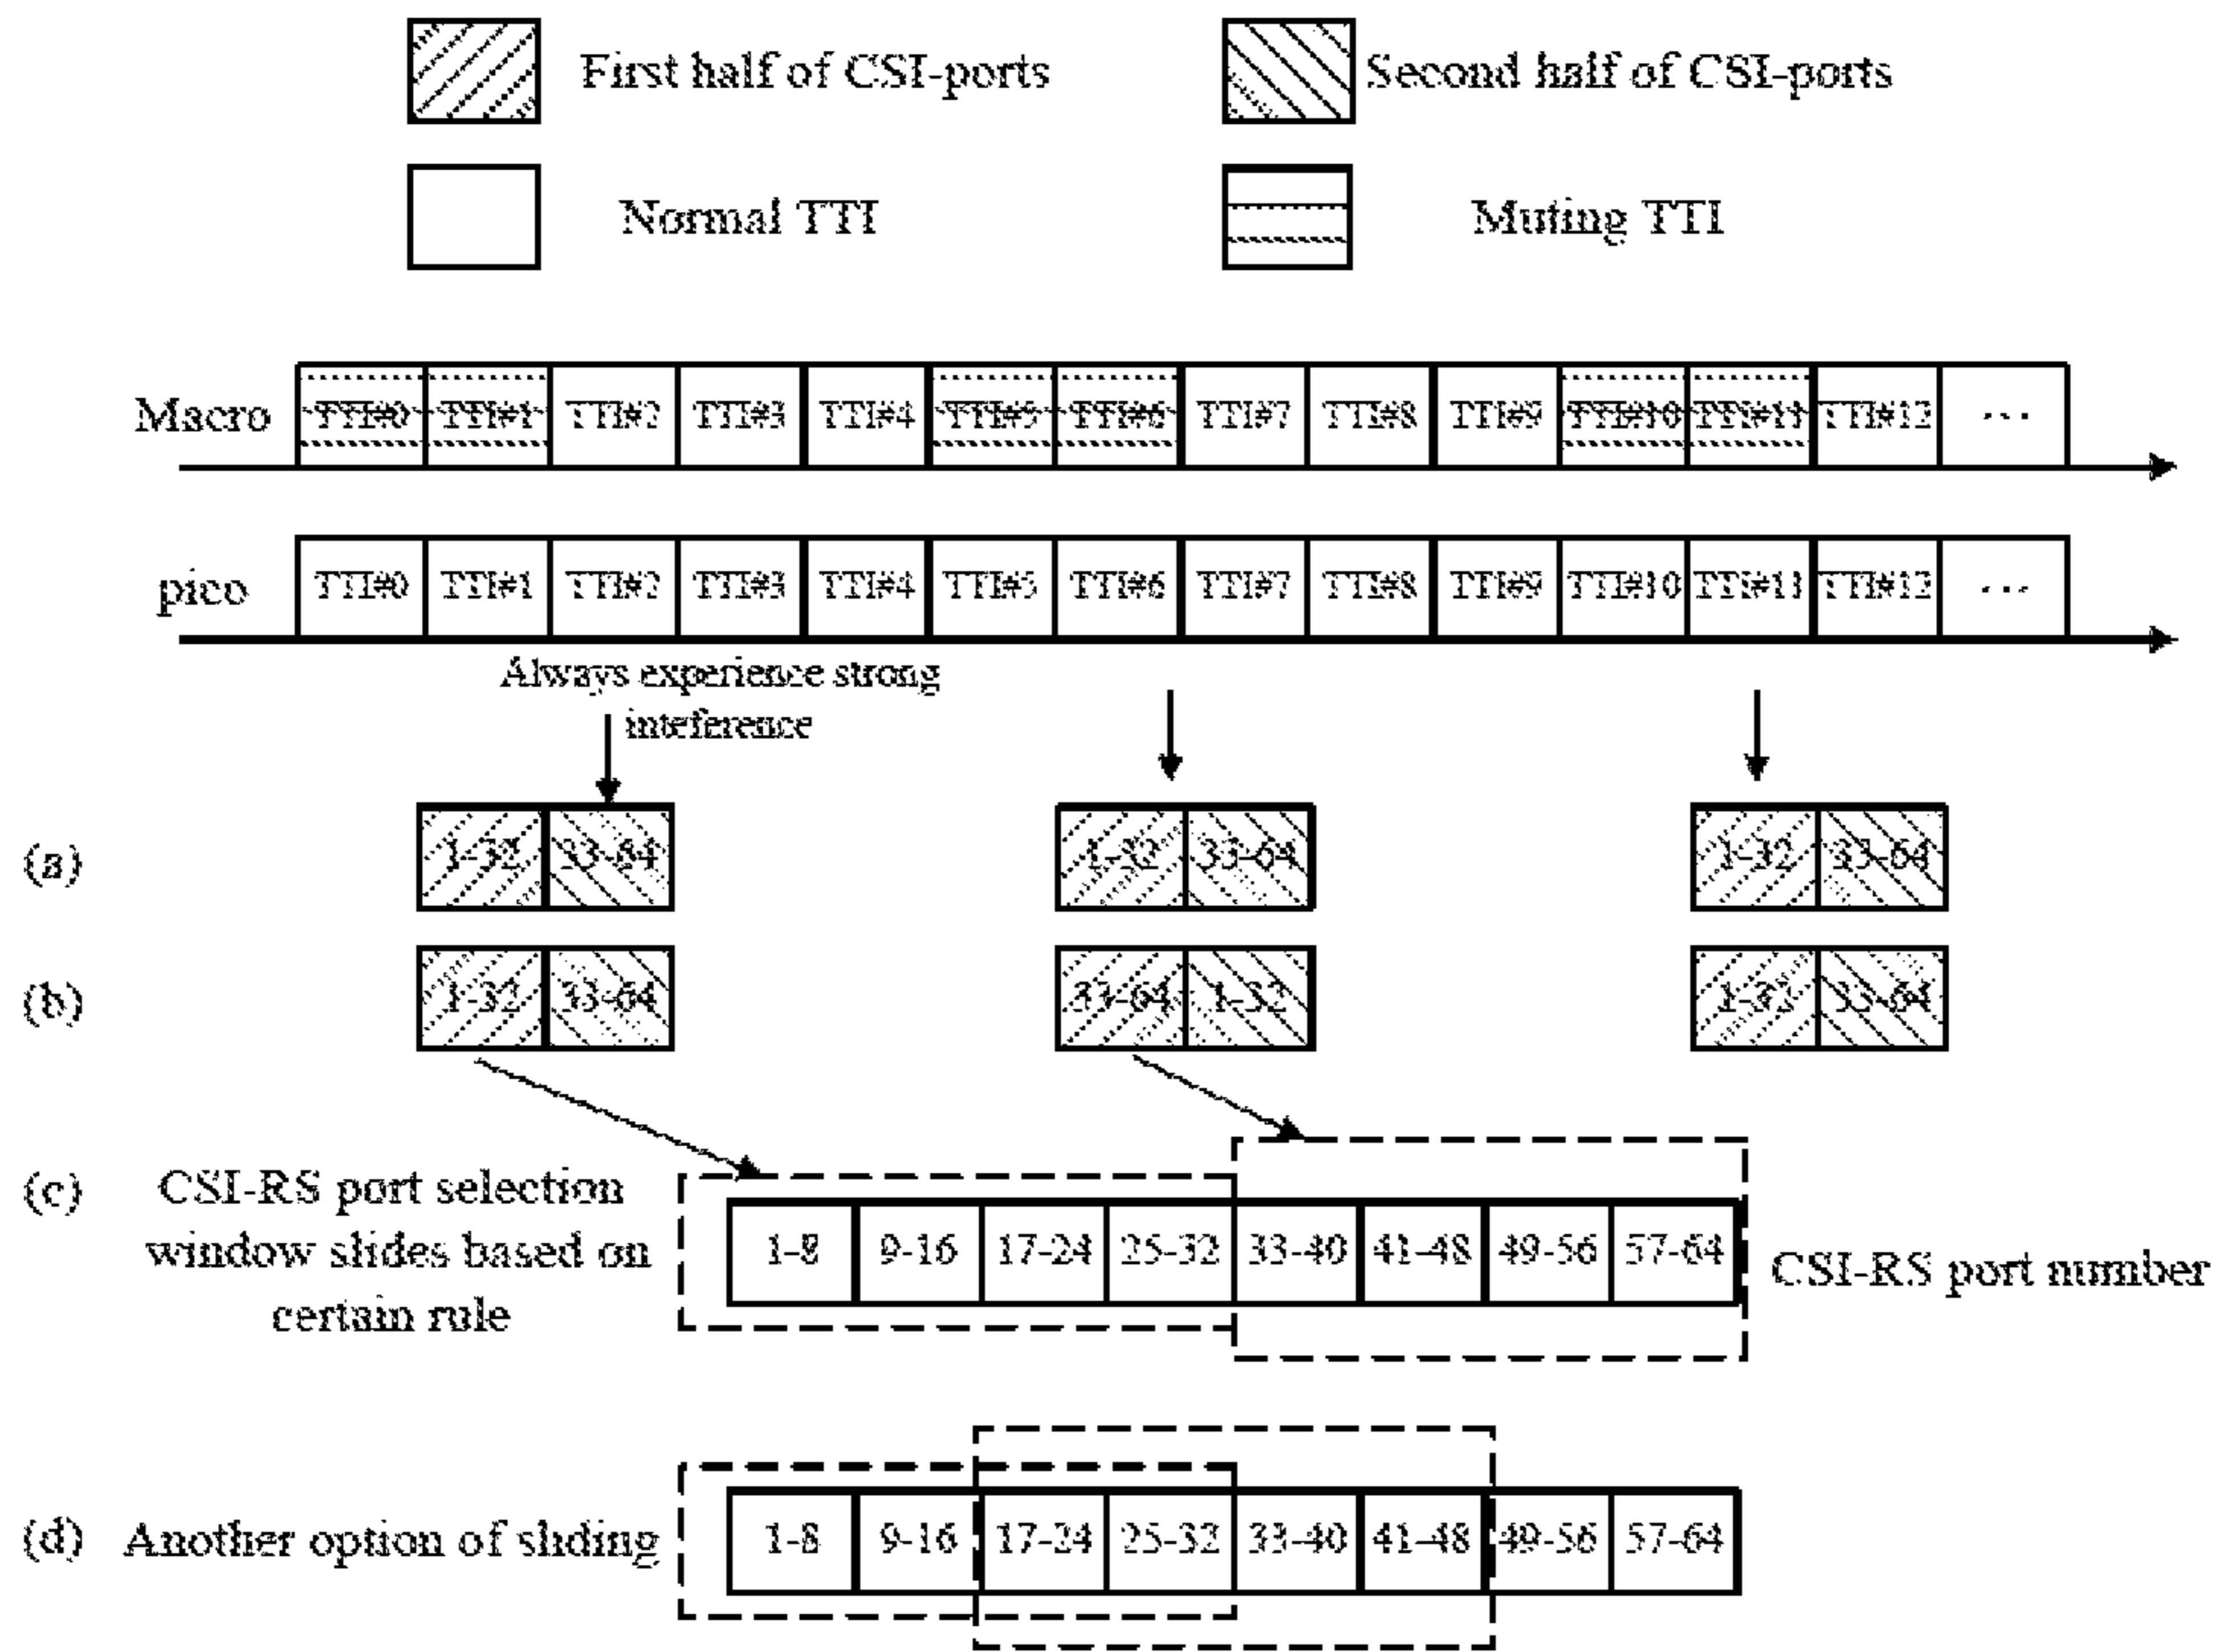 First half of CSI-ports
Second half of CSI-ports
Normal TTI
Muting TTI
Macro
TTI#0 TTI#1 TTI#2 TTI#3 TTI#4 TTI#5 TTI#6 TTI#7 TTI#8 TTI#9 TTI#10 TTI#11 TTI#12 ...
pico
TTI#0 TTI#1 TTI#2 TTI#3 TTI#4 TTI#5 TTI#6 TTI#7 TTI#8 TTI#9 TTI#10 TTI#11 TTI#12 ...
Always experience strong
inteference
(a) 1-32 33-64 1-32 33-64 1-32 33-64
(b) 1-32 33-64 33-64 1-32 1-32 33-64
(c) CSI-RS port selection
window slides based on
certain rule
1-8 9-16 17-24 25-32 33-40 41-48 49-56 57-64
CSI-RS port number
(d) Another option of sliding
1-8 9-16 17-24 25-32 33-40 41-48 49-56 57-64